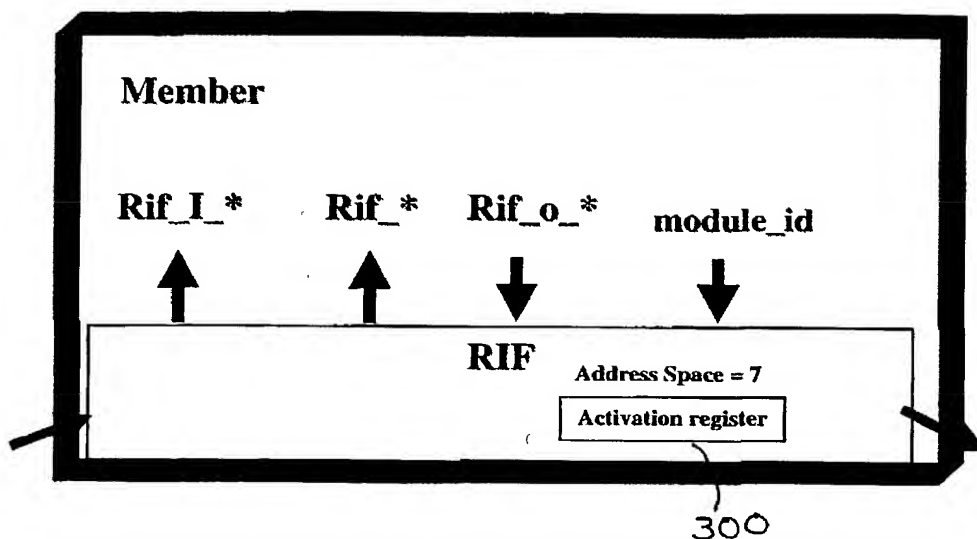 Member
Rif_I_* Rif_* Rif_o_* module_id
RIF
Address Space = 7
Activation register
300